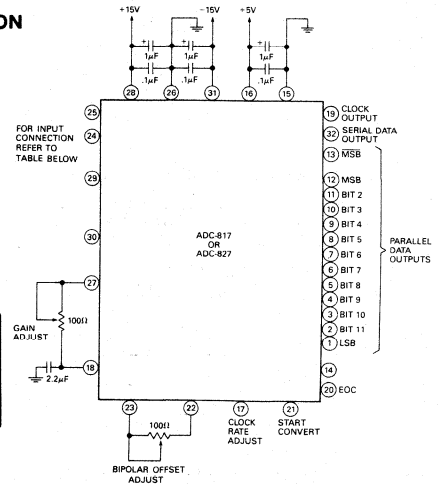 ON
+15V -15V +5V
+ 1µF + 1µF + 1µF
.1µF .1µF .1µF
28 26 31 16 15
25
24
29
30
27
18
FOR INPUT
CONNECTION
REFER TO
TABLE BELOW
GAIN
ADJUST
100Ω
2.2µF
ADC-817
OR
ADC-827
19 CLOCK
OUTPUT
32 SERIAL DATA
OUTPUT
13 MSB
12 MSB
11 BIT 2
10 BIT 3
9 BIT 4
8 BIT 5
7 BIT 6
6 BIT 7
5 BIT 8
4 BIT 9
3 BIT 10
2 BIT 11
1 LSB
14
20 EOC
PARALLEL
DATA
OUTPUTS
23 22 17 21
100Ω
CLOCK
RATE
ADJUST
START
CONVERT
BIPOLAR OFFSET
ADJUST